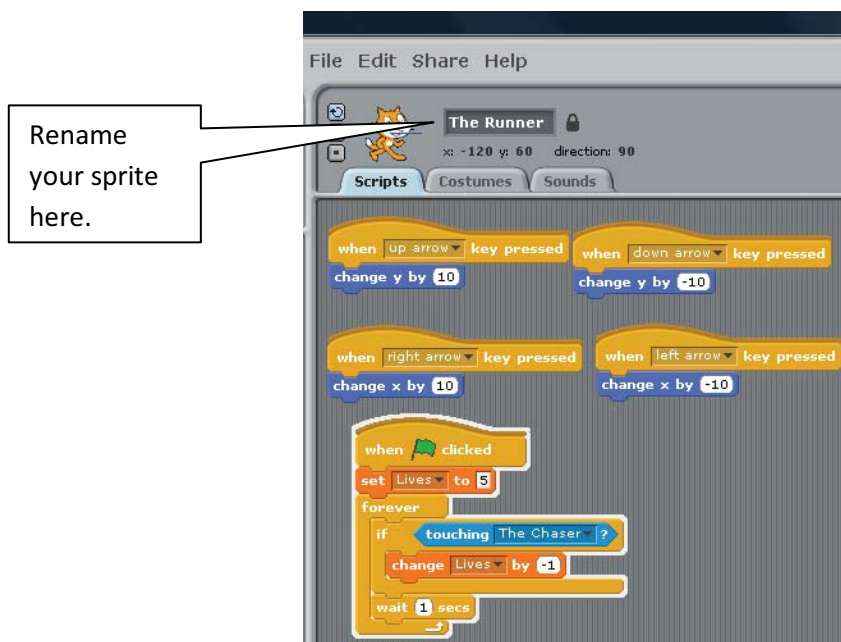 File Edit Share Help
Rename
your sprite
here.
The Runner
x: -120 y: 60 direction: 90
Scripts Costumes Sounds
when up arrow key pressed
change y by 10
when down arrow key pressed
change y by -10
when right arrow key pressed
change x by 10
when left arrow key pressed
change x by -10
when clicked
set Lives to 5
forever
if touching The Chaser ?
change Lives by -1
wait 1 secs